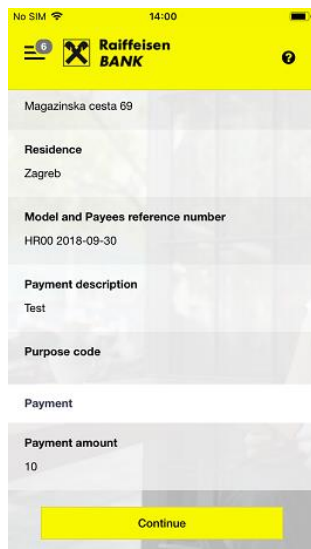 No SIM 14:00
6
Raiffeisen
BANK
?
Magazinska cesta 69
Residence
Zagreb
Model and Payees reference number
HR00 2018-09-30
Payment description
Test
Purpose code
Payment
Payment amount
10
Continue